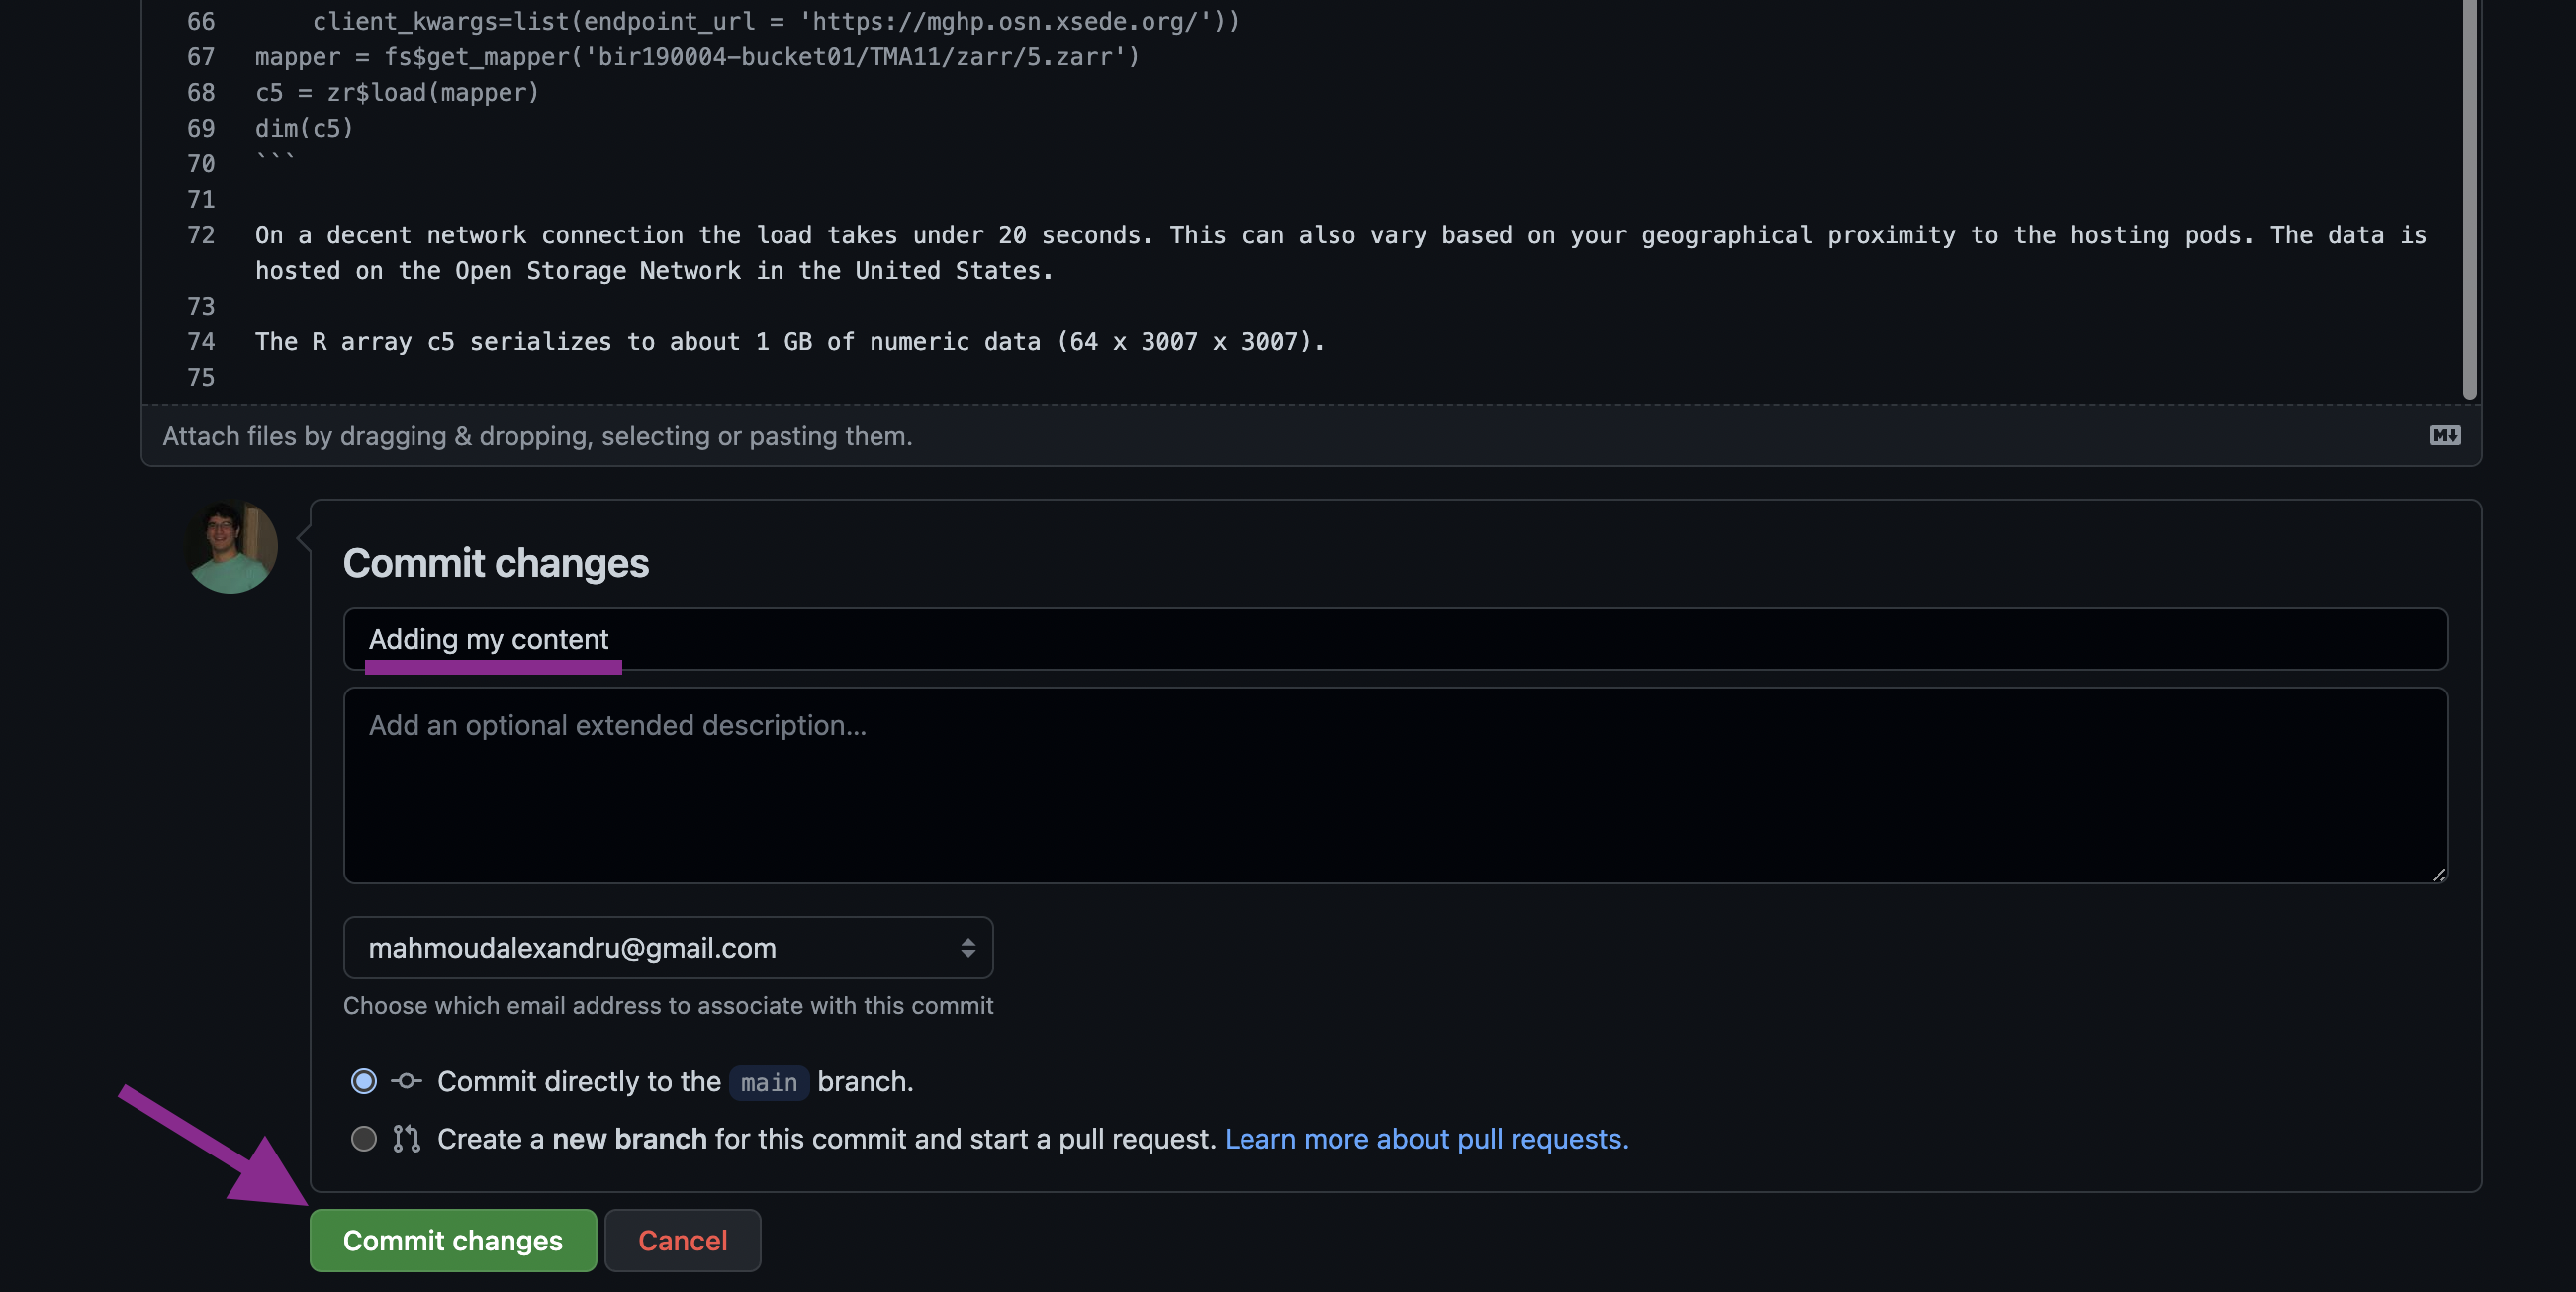 66 client_kwargs=list(endpoint_url = 'https://mghp.osn.xsede.org/'))
67 mapper = fs$get_mapper('bir190004-bucket01/TMA11/zarr/5.zarr')
68 c5 = zr$load(mapper)
69 dim(c5)
70 ```
71
72 On a decent network connection the load takes under 20 seconds. This can also vary based on your geographical proximity to the hosting pods. The data is
hosted on the Open Storage Network in the United States.
73
74 The R array c5 serializes to about 1 GB of numeric data (64 x 3007 x 3007).
75
Attach files by dragging & dropping, selecting or pasting them.
Commit changes
Adding my content
Add an optional extended description...
mahmoudalexandru@gmail.com
Choose which email address to associate with this commit
Commit directly to the main branch.
Create a new branch for this commit and start a pull request. Learn more about pull requests.
Commit changes Cancel